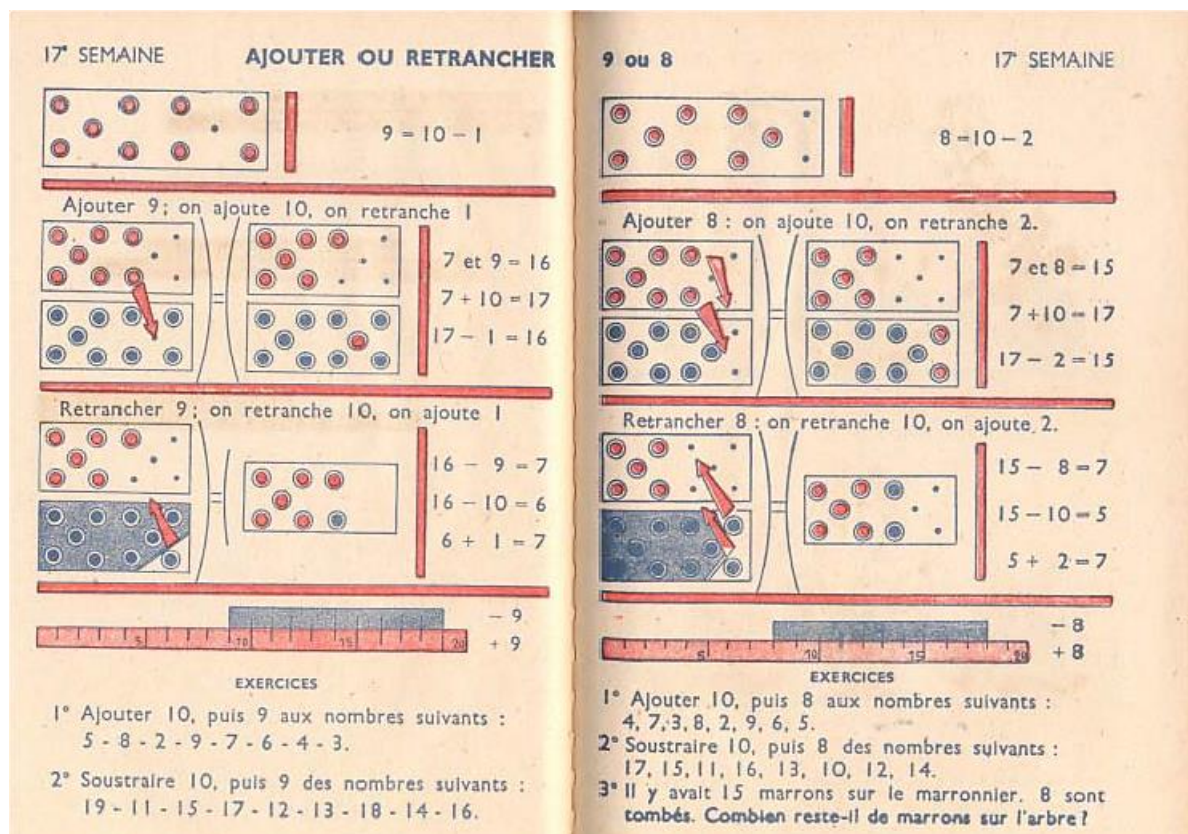 17e SEMAINE
AJOUTER OU RETRANCHER
9 = 10 - 1
Ajouter 9; on ajoute 10, on retranche 1
7 et 9 = 16
7 + 10 = 17
17 - 1 = 16
Retrancher 9; on retranche 10, on ajoute 1
16 - 9 = 7
16 - 10 = 6
6 + 1 = 7
- 9
5 10 15 20
+ 9
EXERCICES
1° Ajouter 10, puis 9 aux nombres suivants :
5 - 8 - 2 - 9 - 7 - 6 - 4 - 3.
2° Soustraire 10, puis 9 des nombres suivants :
19 - 11 - 15 - 17 - 12 - 13 - 18 - 14 - 16.
9 ou 8
17e SEMAINE
8 = 10 - 2
Ajouter 8 : on ajoute 10, on retranche 2.
7 et 8 = 15
7 + 10 = 17
17 - 2 = 15
Retrancher 8 : on retranche 10, on ajoute 2.
15 - 8 = 7
15 - 10 = 5
5 + 2 = 7
- 8
5 10 15 20
+ 8
EXERCICES
1° Ajouter 10, puis 8 aux nombres suivants :
4, 7, 3, 8, 2, 9, 6, 5.
2° Soustraire 10, puis 8 des nombres suivants :
17, 15, 11, 16, 13, 10, 12, 14.
3° Il y avait 15 marrons sur le marronnier. 8 sont
tombés. Combien reste-il de marrons sur l'arbre ?